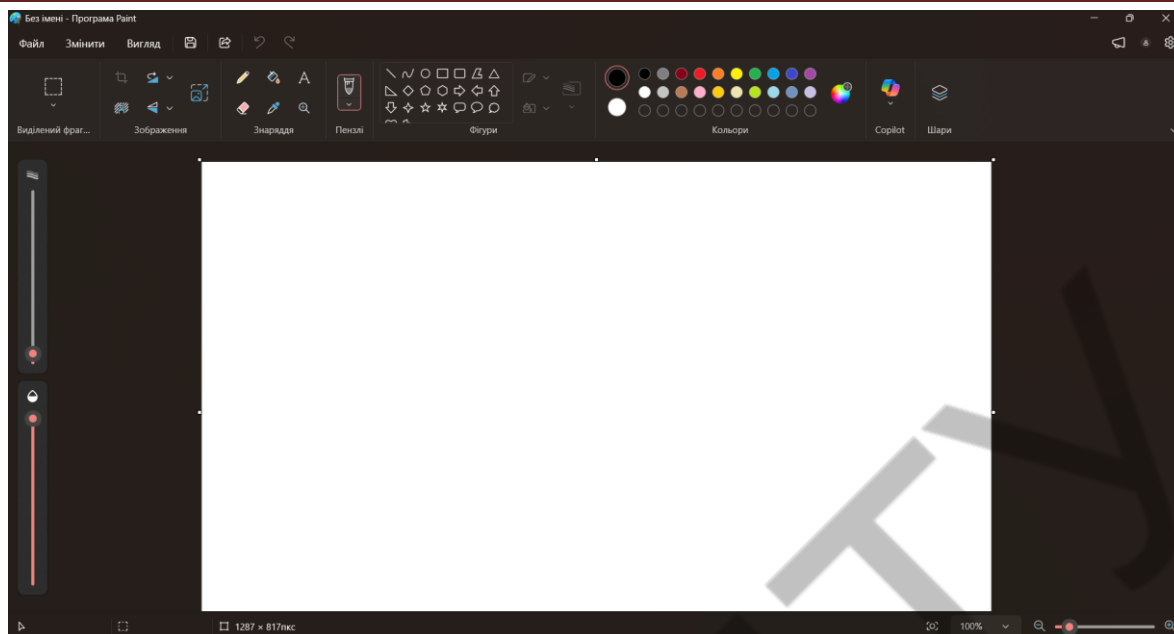 Без імені - Програма Paint
Файл Змінити Вигляд
Виділений фраг... Зображення Знаряддя Пензлі Фігури Кольори Copilot Шари
1287 × 817пкс 100%
ТУ